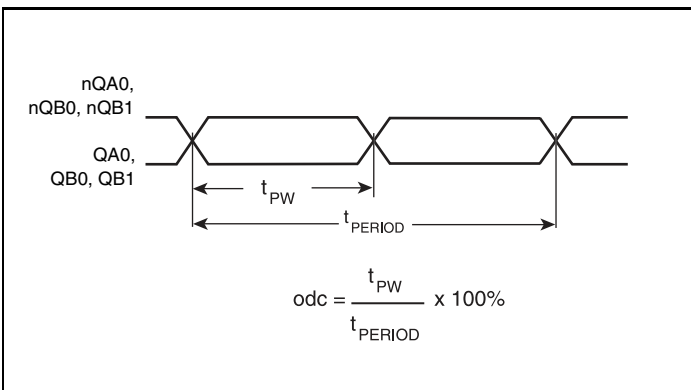 nQA0,
nQB0, nQB1
QA0,
QB0, QB1
tPW
tPERIOD
odc = tPW / tPERIOD x 100%